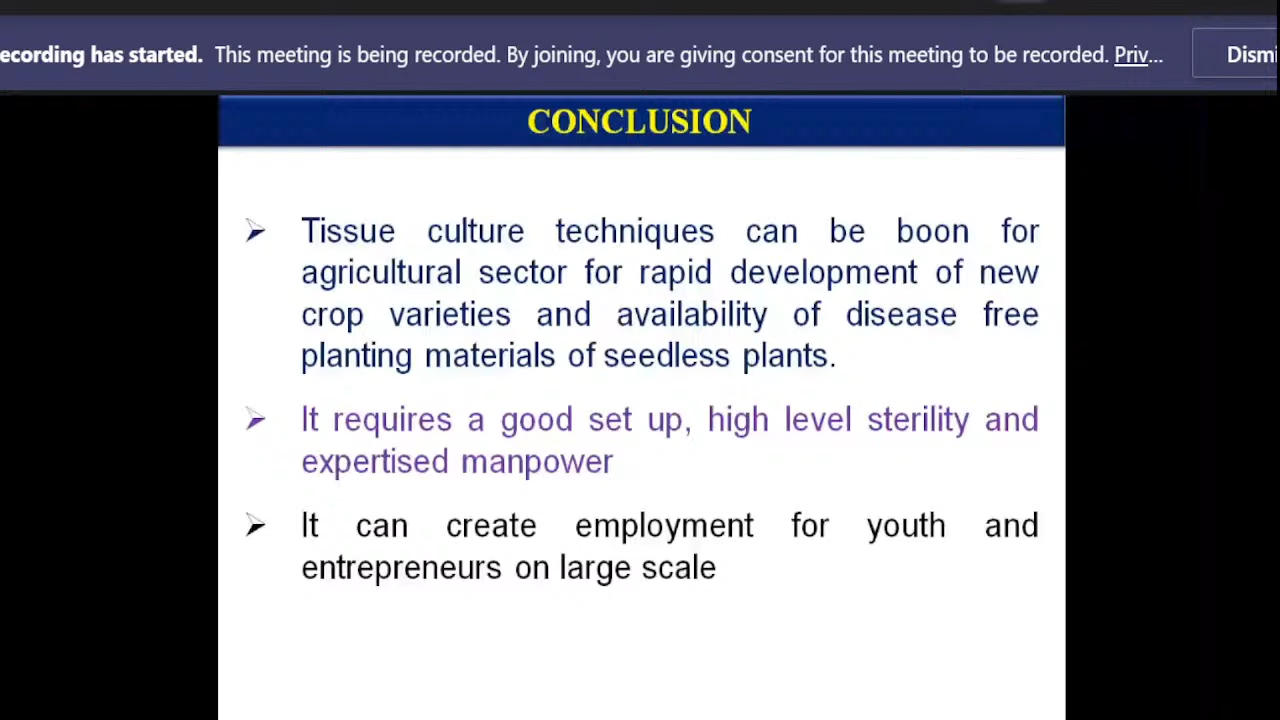 ecording has started. This meeting is being recorded. By joining, you are giving consent for this meeting to be recorded. Priv...
CONCLUSION
Tissue culture techniques can be boon for
agricultural sector for rapid development of new
crop varieties and availability of disease free
planting materials of seedless plants.
It requires a good set up, high level sterility and
expertised manpower
It can create employment for youth and
entrepreneurs on large scale